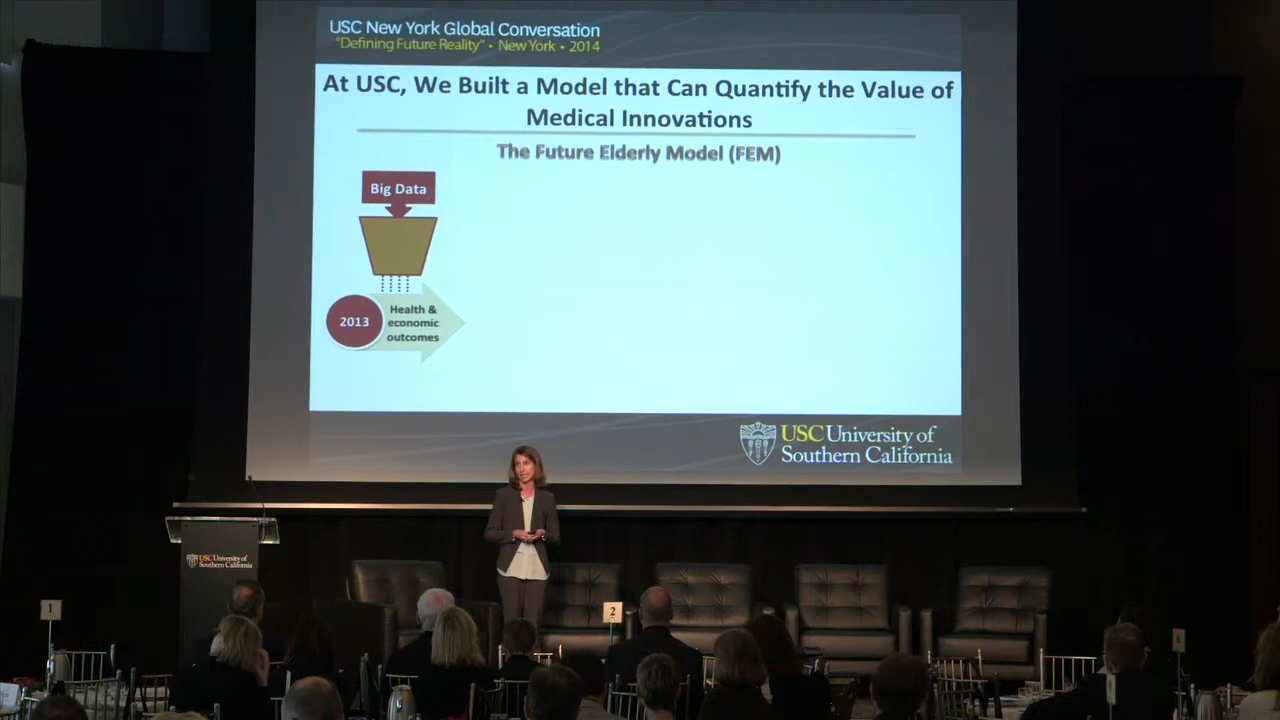 USC New York Global Conversation
"Defining Future Reality" • New York • 2014
At USC, We Built a Model that Can Quantify the Value of
Medical Innovations
The Future Elderly Model (FEM)
Big Data
2013
Health &
economic
outcomes
USC University of
Southern California
USC University of
Southern California
1
2